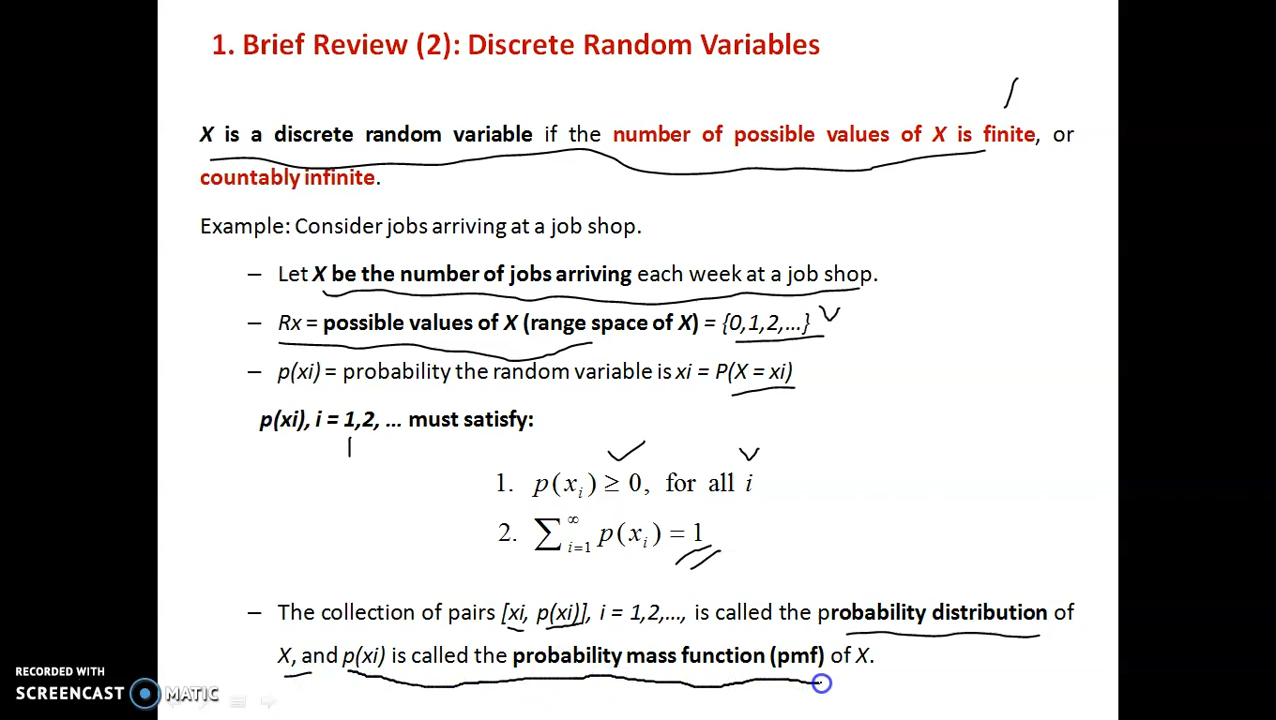 1. Brief Review (2): Discrete Random Variables
X is a discrete random variable if the number of possible values of X is finite, or
countably infinite.
Example: Consider jobs arriving at a job shop.
– Let X be the number of jobs arriving each week at a job shop.
– Rx = possible values of X (range space of X) = {0,1,2,...}
– p(xi) = probability the random variable is xi = P(X = xi)
p(xi), i = 1,2, ... must satisfy:
1. p(xᵢ) ≥ 0, for all i
2. ∑ᵢ₌₁^∞ p(xᵢ) = 1
– The collection of pairs [xi, p(xi)], i = 1,2,..., is called the probability distribution of
X, and p(xi) is called the probability mass function (pmf) of X.
RECORDED WITH
SCREENCAST MATIC